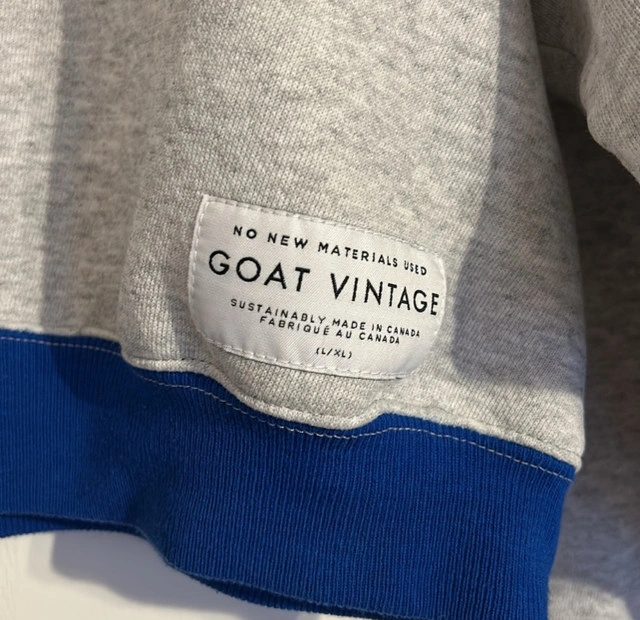 NO NEW MATERIALS USED
GOAT VINTAGE
SUSTAINABLY MADE IN CANADA
FABRIQUÉ AU CANADA
(L/XL)